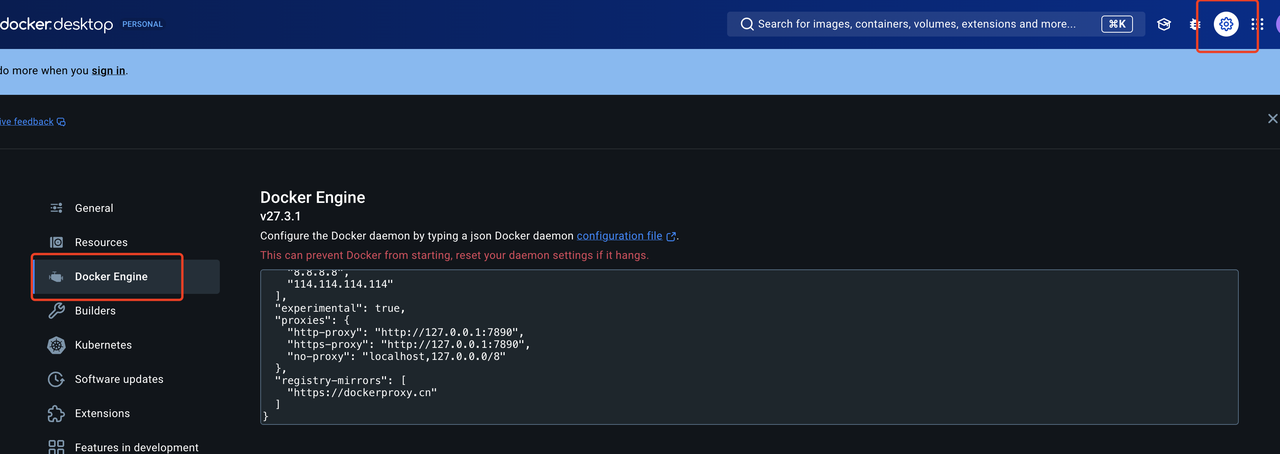 docker.desktop PERSONAL
Search for images, containers, volumes, extensions and more... ⌘K
do more when you sign in.
ive feedback
General
Resources
Docker Engine
Builders
Kubernetes
Software updates
Extensions
Features in development
Docker Engine
v27.3.1
Configure the Docker daemon by typing a json Docker daemon configuration file.
This can prevent Docker from starting, reset your daemon settings if it hangs.
"8.8.8.8",
"114.114.114.114"
],
"experimental": true,
"proxies": {
"http-proxy": "http://127.0.0.1:7890",
"https-proxy": "http://127.0.0.1:7890",
"no-proxy": "localhost,127.0.0.0/8"
},
"registry-mirrors": [
"https://dockerproxy.cn"
]
}